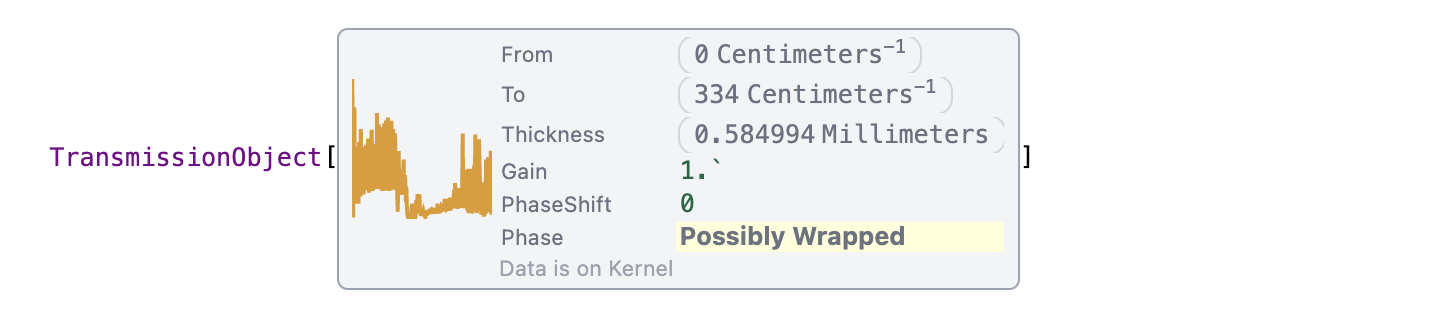 From 0 Centimeters⁻¹
To 334 Centimeters⁻¹
Thickness 0.584994 Millimeters
TransmissionObject[ ]
Gain 1.`
PhaseShift 0
Phase Possibly Wrapped
Data is on Kernel